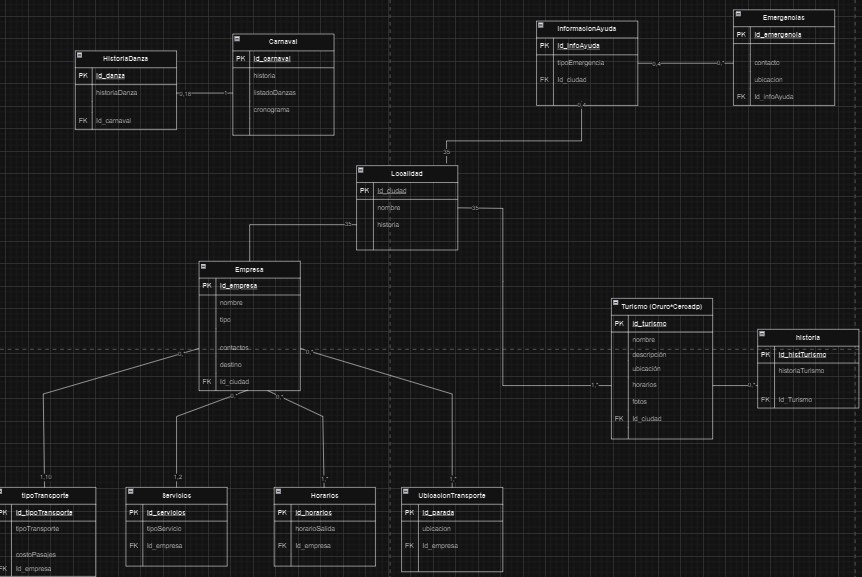 HistoriaDanza
PK Id_danza
historiaDanza
FK Id_carnaval
0,18
1
Carnaval
PK Id_carnaval
historia
listadoDanzas
cronograma
InformacionAyuda
PK Id_infoAyuda
tipoEmergencia
FK Id_ciudad
0,4
0,*
0,4
35
Emergencias
PK Id_emergencia
contacto
ubicacion
FK Id_infoAyuda
Localidad
PK Id_ciudad
nombre
historia
35
35
Empresa
PK Id_empresa
nombre
tipo
contactos
destino
FK Id_ciudad
0,*
0,*
0,*
Turismo (Oruro*Cercado)
PK Id_turismo
nombre
descripción
ubicación
horarios
fotos
FK Id_ciudad
1,*
0,*
historia
PK Id_histTurismo
historiaTurismo
FK Id_Turismo
1,10
tipoTransporte
PK Id_tipoTransporte
tipoTransporte
costoPasajes
FK Id_empresa
1,2
Servicios
PK Id_servicios
tipoServicio
FK Id_empresa
1,*
Horarios
PK Id_horarios
horarioSalida
FK Id_empresa
1,*
UbicacionTransporte
PK Id_parada
ubicacion
FK Id_empresa